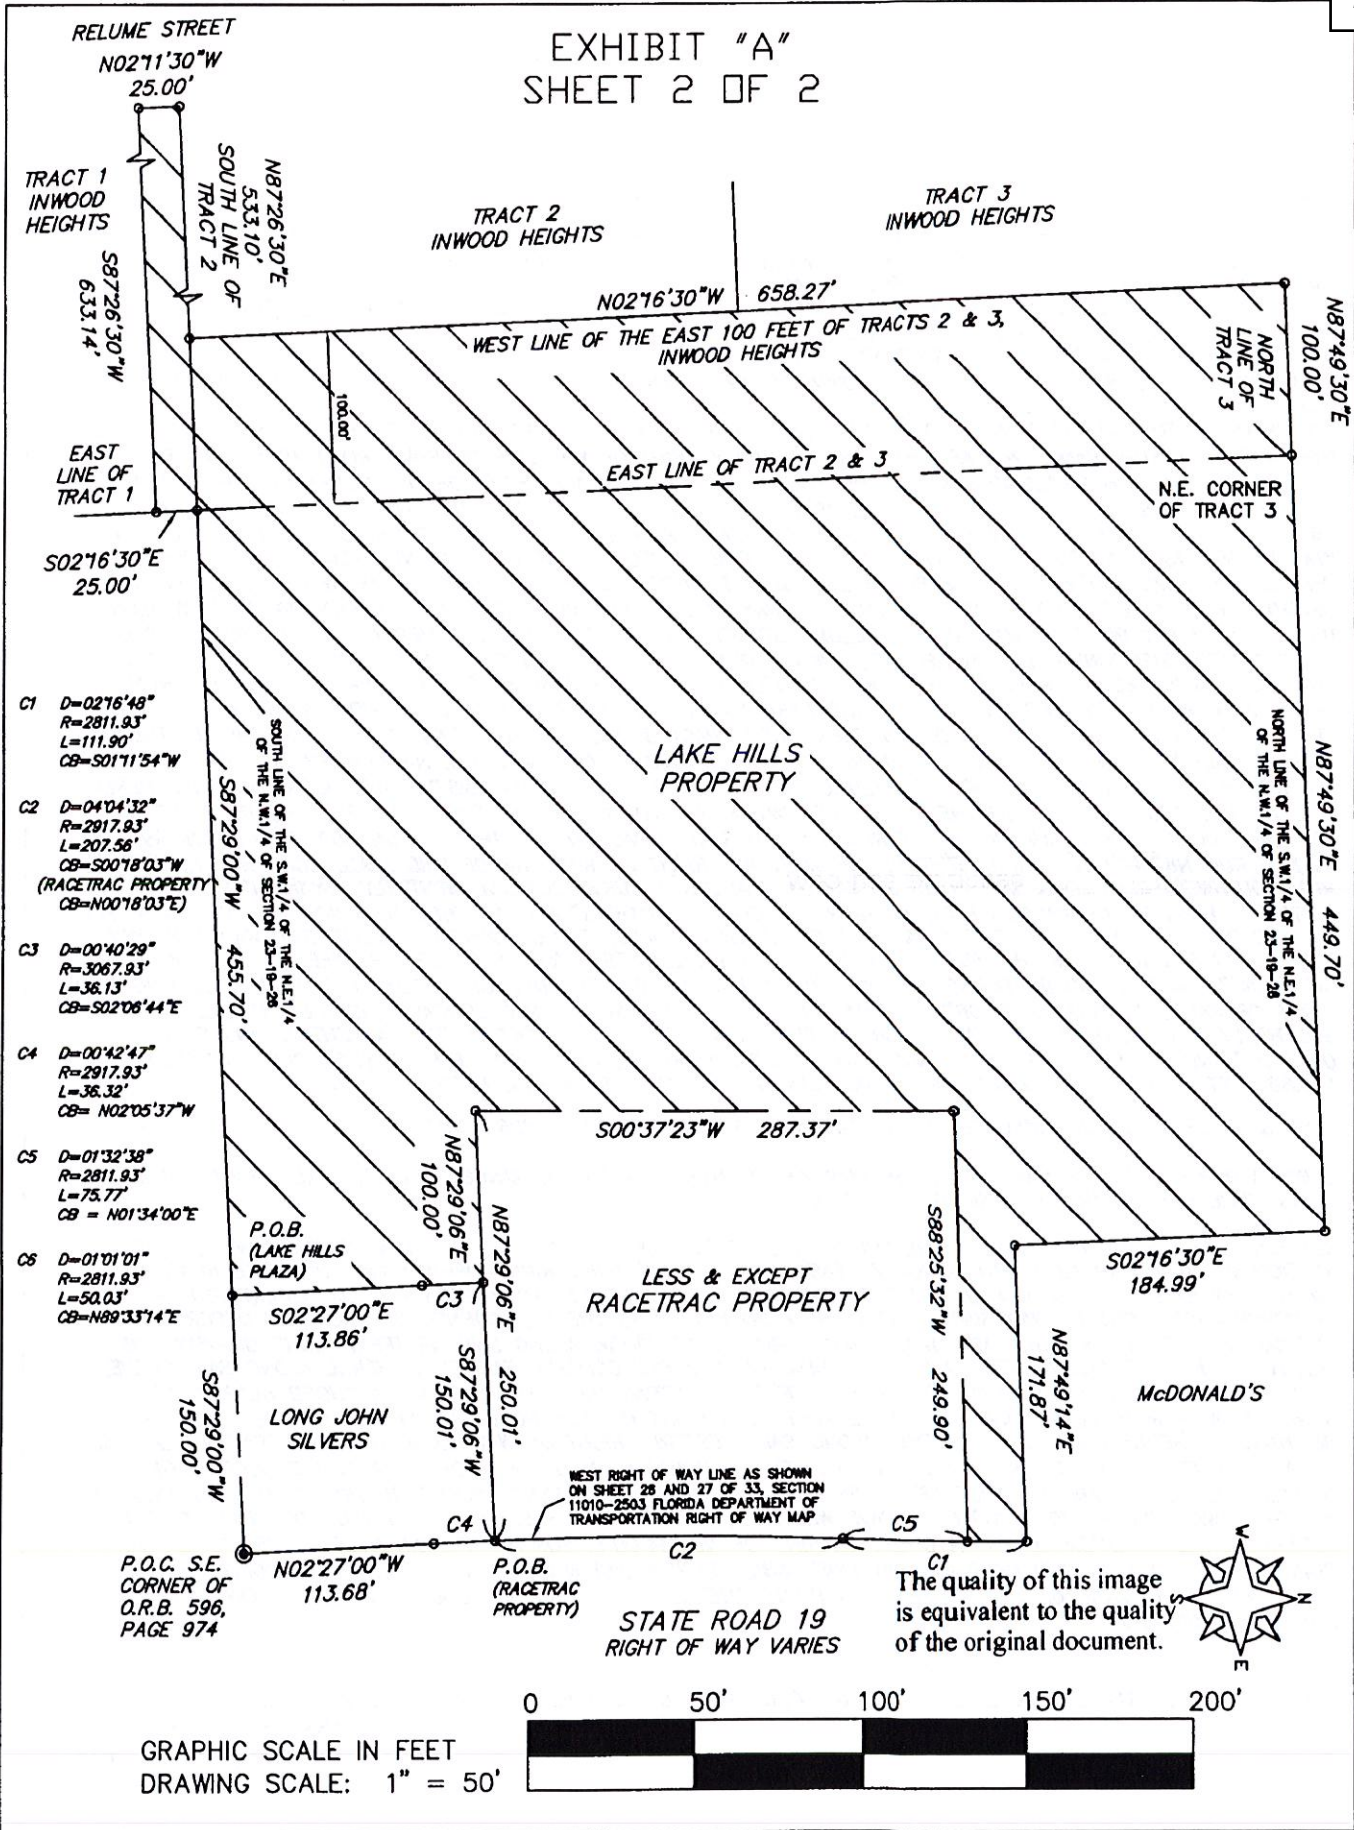 EXHIBIT "A"
SHEET 2 OF 2
RELUME STREET
N02°11'30"W
25.00'
TRACT 1
INWOOD
HEIGHTS
N87°26'30"E
533.10'
SOUTH LINE OF
TRACT 2
S87°26'30"W
633.14'
TRACT 2
INWOOD HEIGHTS
TRACT 3
INWOOD HEIGHTS
N02°16'30"W 658.27'
WEST LINE OF THE EAST 100 FEET OF TRACTS 2 & 3,
INWOOD HEIGHTS
NORTH
LINE OF
TRACT 3
N87°49'30"E
100.00'
100.00'
EAST
LINE OF
TRACT 1
EAST LINE OF TRACT 2 & 3
N.E. CORNER
OF TRACT 3
S02°16'30"E
25.00'
C1 D=02°16'48"
R=2811.93'
L=111.90'
CB=S01°11'54"W
C2 D=04°04'32"
R=2917.93'
L=207.56'
CB=S00°18'03"W
(RACETRAC PROPERTY
CB=N00°18'03"E)
C3 D=00°40'29"
R=3067.93'
L=36.13'
CB=S02°06'44"E
C4 D=00°42'47"
R=2917.93'
L=36.32'
CB= N02°05'37"W
C5 D=01°32'38"
R=2811.93'
L=75.77'
CB = N01°34'00"E
C6 D=01°01'01"
R=2811.93'
L=50.03'
CB=N89°33'14"E
SOUTH LINE OF THE S.W.1/4 OF THE N.E.1/4
OF THE N.W.1/4 OF SECTION 23-19-26
S87°29'00"W 455.70'
LAKE HILLS
PROPERTY
NORTH LINE OF THE S.W.1/4 OF THE N.E.1/4
OF THE N.W.1/4 OF SECTION 23-19-26
N87°49'30"E 449.70'
S00°37'23"W 287.37'
N87°29'06"E
100.00'
N87°29'06"E 250.01'
S88°25'32"W 249.90'
P.O.B.
(LAKE HILLS
PLAZA)
C3
S02°27'00"E
113.86'
LESS & EXCEPT
RACETRAC PROPERTY
S02°16'30"E
184.99'
S87°29'06"W
150.01'
N87°49'14"E
171.87'
McDONALD'S
S87°29'00"W
150.00'
LONG JOHN
SILVERS
WEST RIGHT OF WAY LINE AS SHOWN
ON SHEET 26 AND 27 OF 33, SECTION
11010-2503 FLORIDA DEPARTMENT OF
TRANSPORTATION RIGHT OF WAY MAP
C4
C2
C5
C1
P.O.C. S.E.
CORNER OF
O.R.B. 596,
PAGE 974
N02°27'00"W
113.68'
P.O.B.
(RACETRAC
PROPERTY)
STATE ROAD 19
RIGHT OF WAY VARIES
The quality of this image
is equivalent to the quality
of the original document.
W
S
N
E
0 50' 100' 150' 200'
GRAPHIC SCALE IN FEET
DRAWING SCALE: 1" = 50'